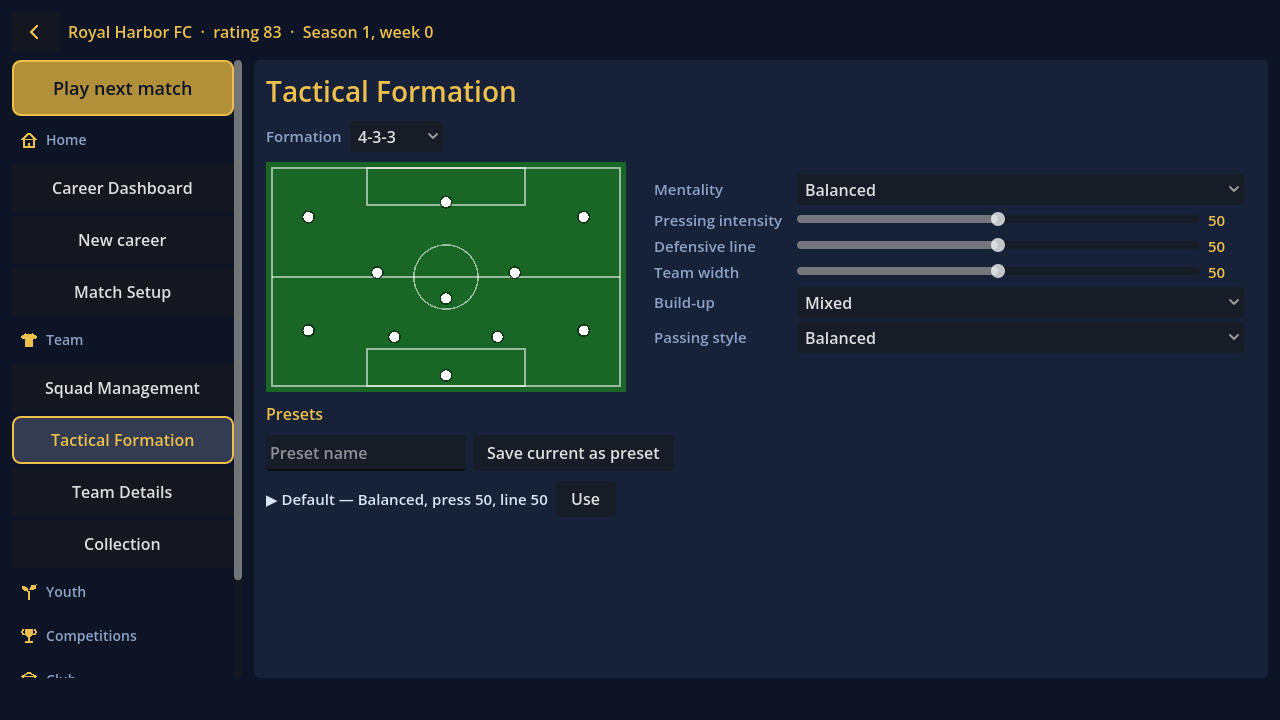 Royal Harbor FC · rating 83 · Season 1, week 0
Play next match
Home
Career Dashboard
New career
Match Setup
Team
Squad Management
Tactical Formation
Team Details
Collection
Youth
Competitions
Club
Tactical Formation
Formation 4-3-3
Mentality Balanced
Pressing intensity 50
Defensive line 50
Team width 50
Build-up Mixed
Passing style Balanced
Presets
Preset name Save current as preset
▶ Default — Balanced, press 50, line 50 Use